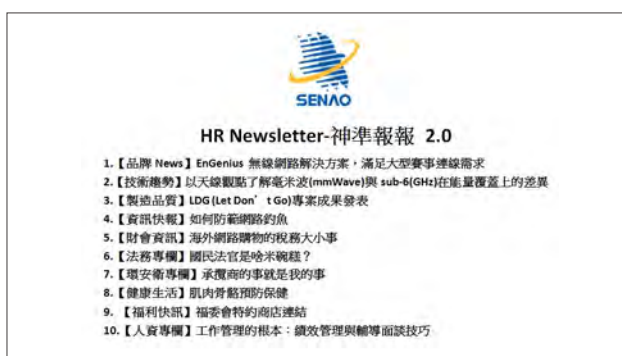 SENAO
HR Newsletter-神準報報 2.0
1.【品牌 News】EnGenius 無線網路解決方案，滿足大型賽事連線需求
2.【技術趨勢】以天線觀點了解毫米波(mmWave)與 sub-6(GHz)在能量覆蓋上的差異
3.【製造品質】LDG (Let Don't Go)專案成果發表
4.【資訊快報】如何防範網路釣魚
5.【財會資訊】海外網路購物的稅務大小事
6.【法務專欄】國民法官是啥米碗糕？
7.【環安衛專欄】承攬商的事就是我的事
8.【健康生活】肌肉骨骼預防保健
9. 【福利快訊】福委會特約商店連結
10.【人資專欄】工作管理的根本：績效管理與輔導面談技巧